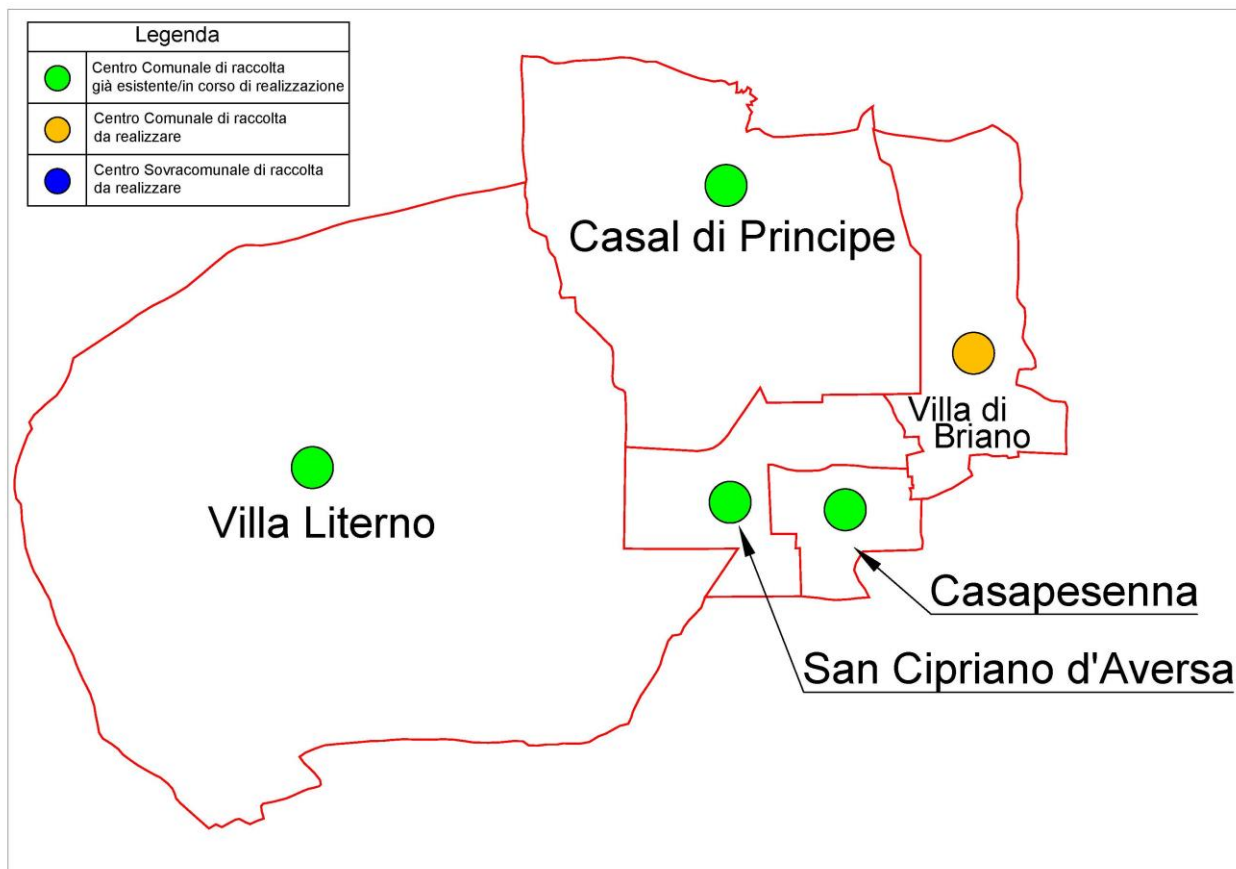 Legenda
Centro Comunale di raccolta
già esistente/in corso di realizzazione
Centro Comunale di raccolta
da realizzare
Centro Sovracomunale di raccolta
da realizzare
Casal di Principe
Villa di
Briano
Villa Literno
Casapesenna
San Cipriano d'Aversa